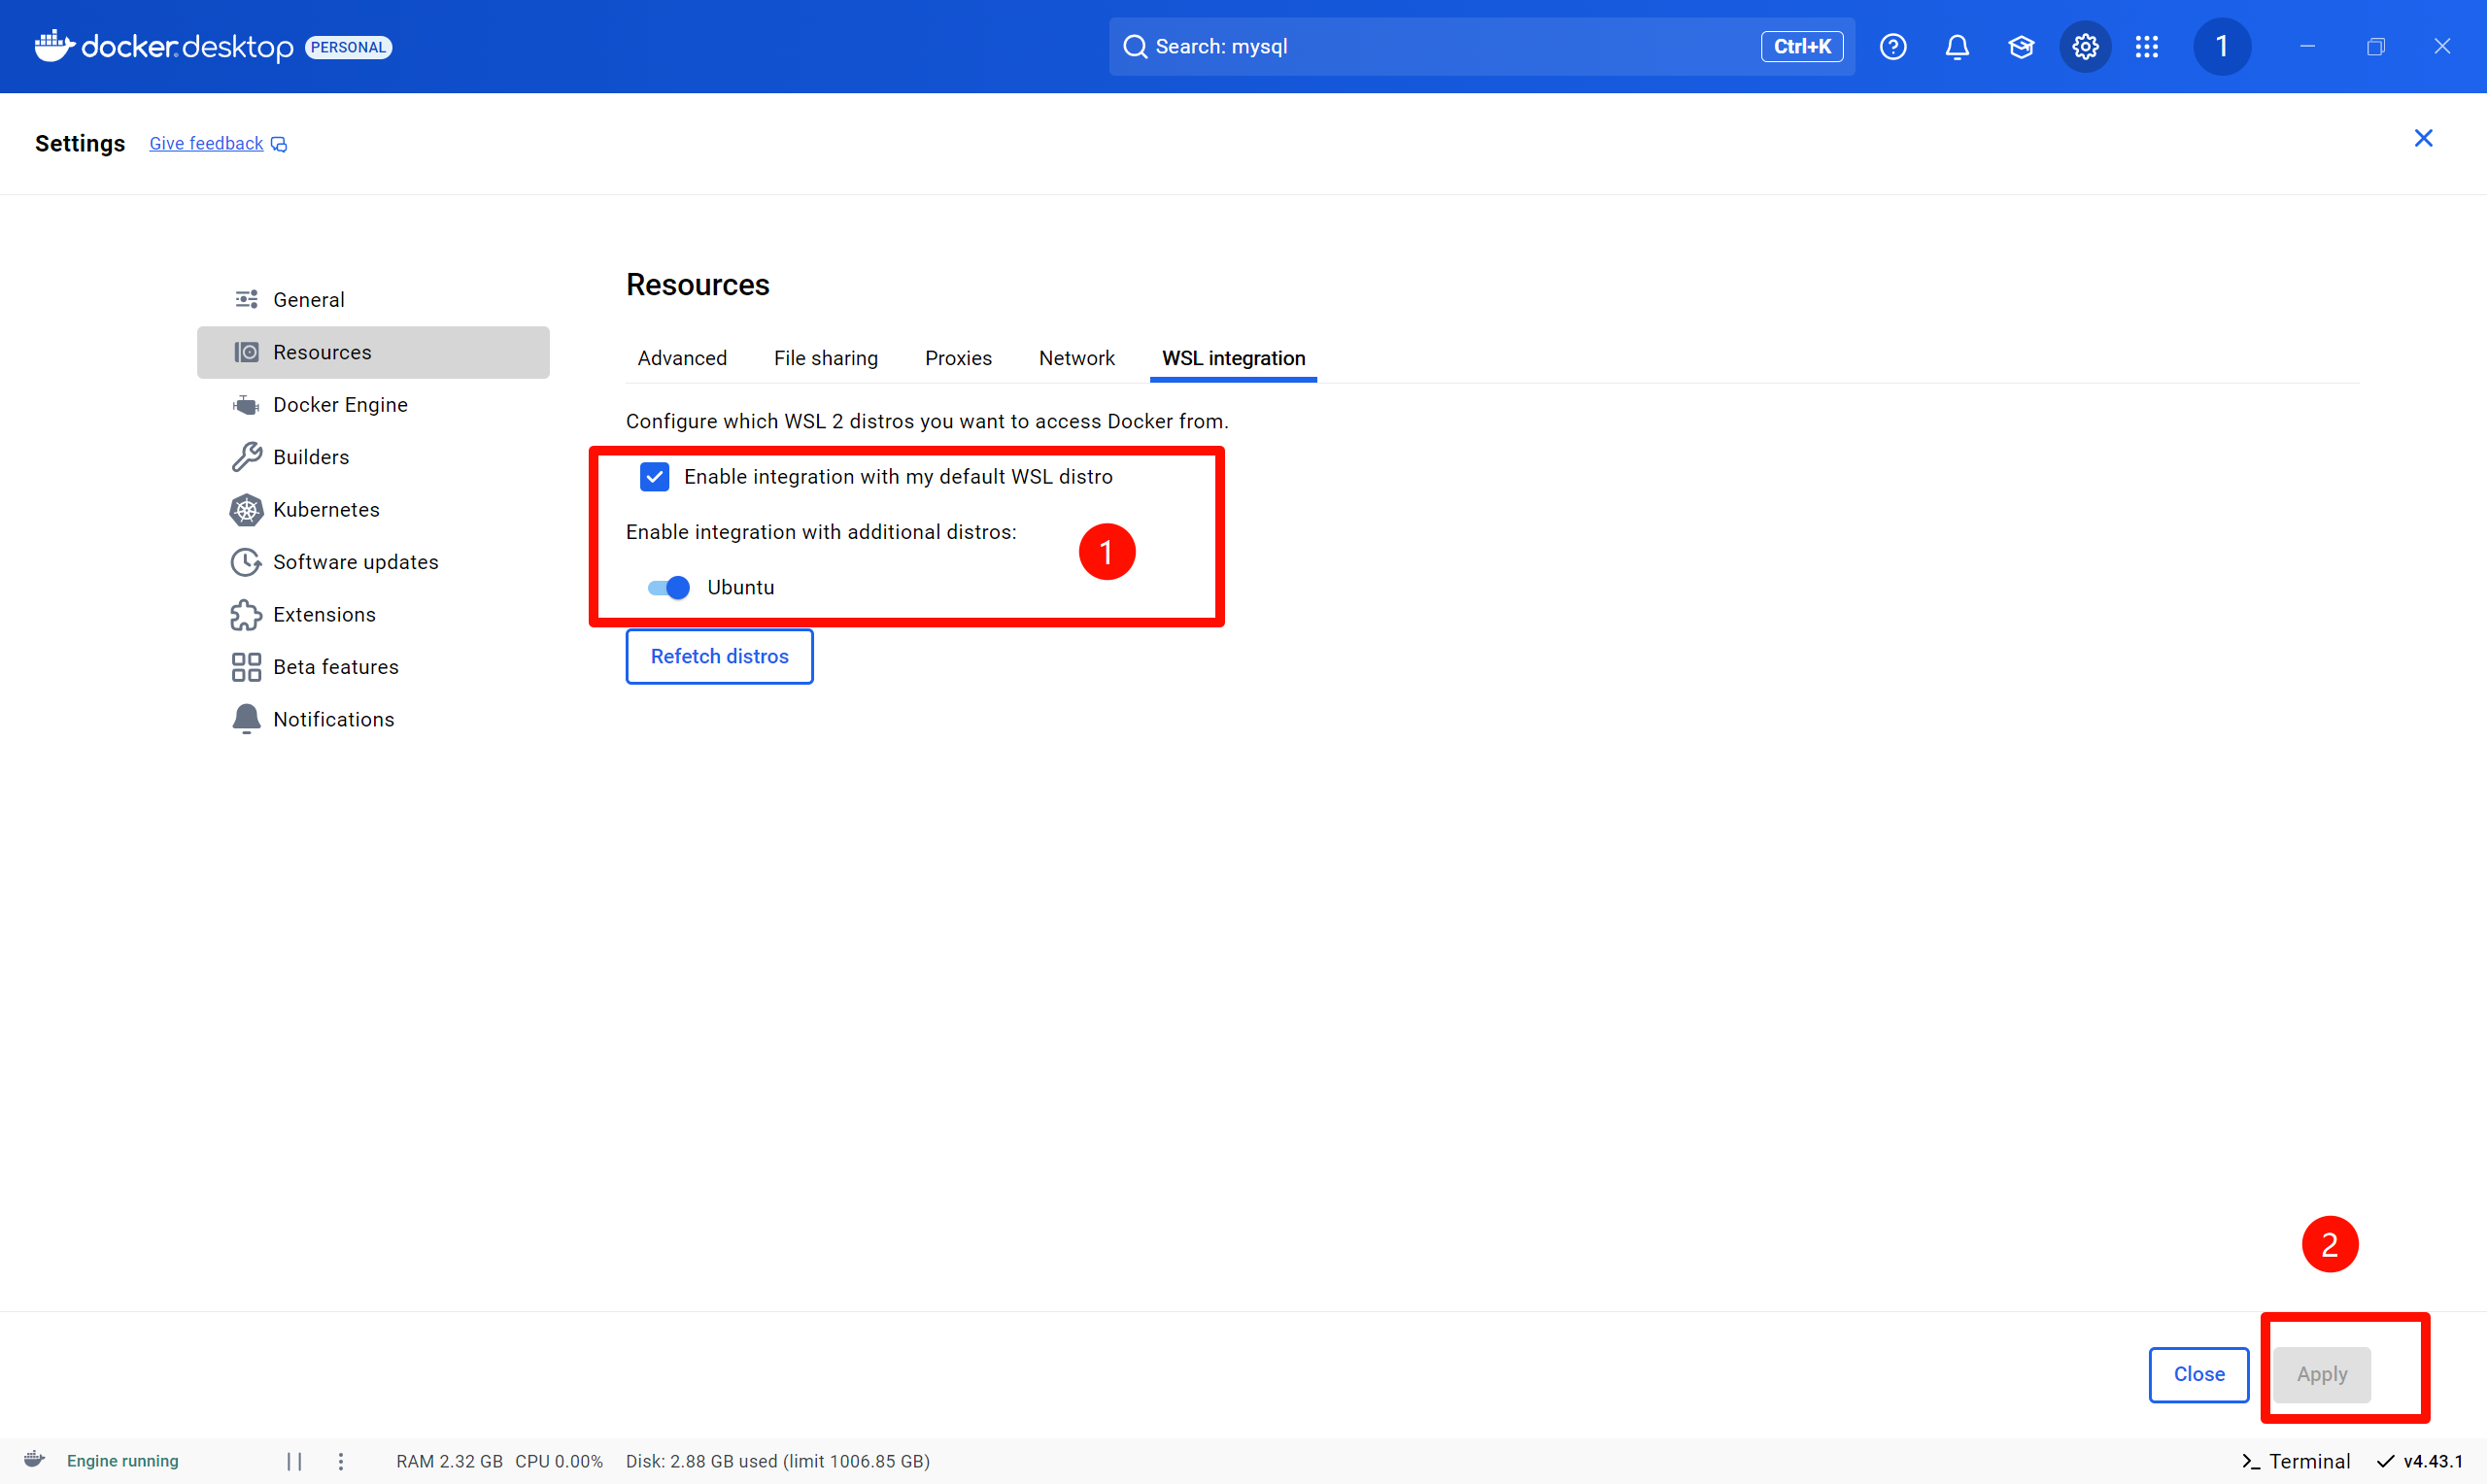 docker desktop PERSONAL
Search: mysql Ctrl+K 1
Settings Give feedback
General
Resources
Docker Engine
Builders
Kubernetes
Software updates
Extensions
Beta features
Notifications
Resources
Advanced File sharing Proxies Network WSL integration
Configure which WSL 2 distros you want to access Docker from.
Enable integration with my default WSL distro
Enable integration with additional distros:
1
Ubuntu
Refetch distros
2
Close Apply
Engine running RAM 2.32 GB CPU 0.00% Disk: 2.88 GB used (limit 1006.85 GB) Terminal v4.43.1